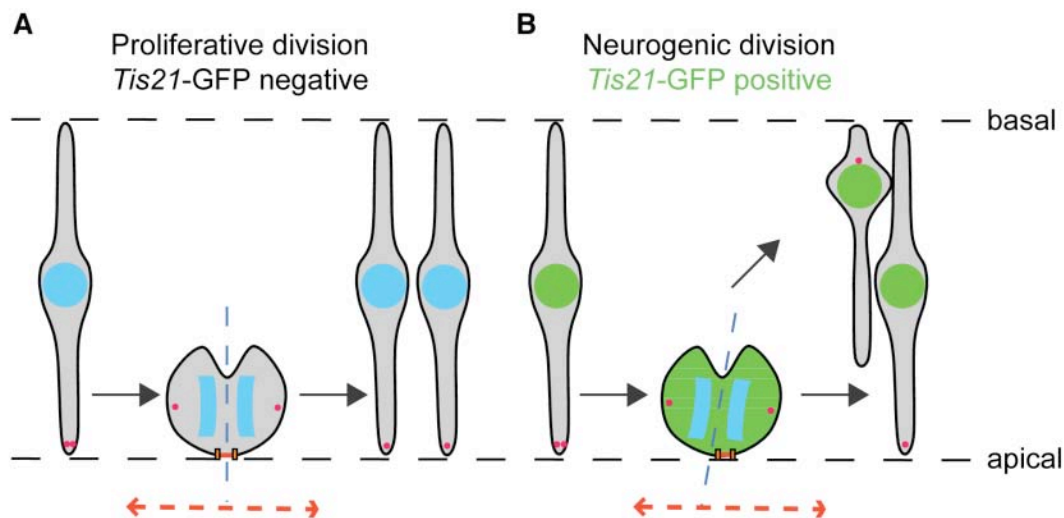 A
Proliferative division
Tis21-GFP negative
B
Neurogenic division
Tis21-GFP positive
basal
apical